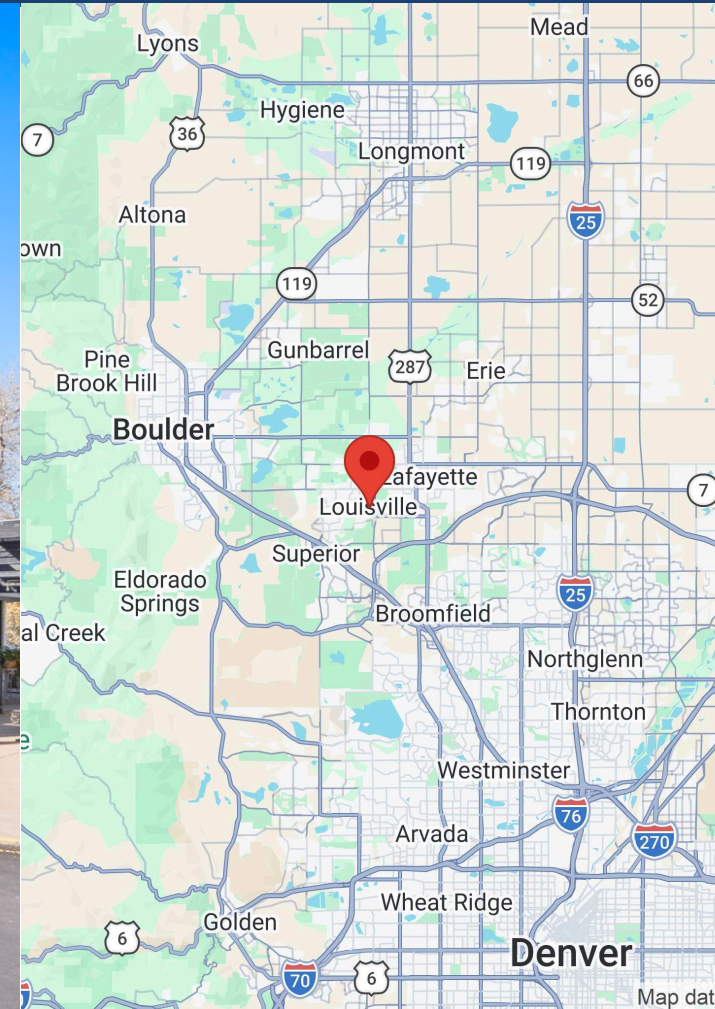 Mead
Lyons
66
Hygiene
7
36
Longmont
119
Altona
25
own
119
52
Gunbarrel
Pine
Brook Hill
287
Erie
Boulder
Lafayette
7
Louisville
Superior
Eldorado
Springs
25
Broomfield
al Creek
Northglenn
Thornton
e
Westminster
76
Arvada
270
Wheat Ridge
Golden
6
Denver
70
6
Map dat